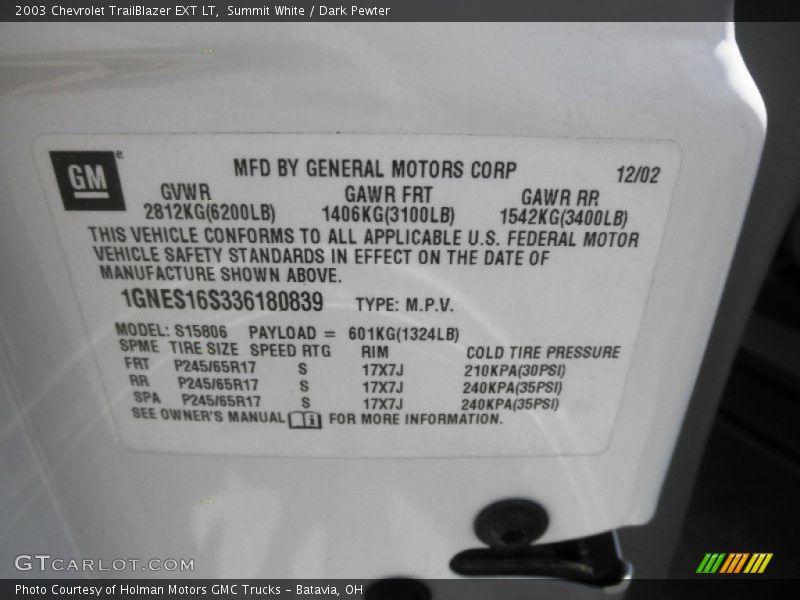 2003 Chevrolet TrailBlazer EXT LT, Summit White / Dark Pewter
GM®
MFD BY GENERAL MOTORS CORP 12/02
GVWR GAWR FRT GAWR RR
2812KG(6200LB) 1406KG(3100LB) 1542KG(3400LB)
THIS VEHICLE CONFORMS TO ALL APPLICABLE U.S. FEDERAL MOTOR
VEHICLE SAFETY STANDARDS IN EFFECT ON THE DATE OF
MANUFACTURE SHOWN ABOVE.
1GNES16S336180839 TYPE: M.P.V.
MODEL: S15806 PAYLOAD = 601KG(1324LB)
SPME TIRE SIZE SPEED RTG RIM COLD TIRE PRESSURE
FRT P245/65R17 S 17X7J 210KPA(30PSI)
RR P245/65R17 S 17X7J 240KPA(35PSI)
SPA P245/65R17 S 17X7J 240KPA(35PSI)
SEE OWNER'S MANUAL i FOR MORE INFORMATION.
GTCARLOT.COM
Photo Courtesy of Holman Motors GMC Trucks - Batavia, OH